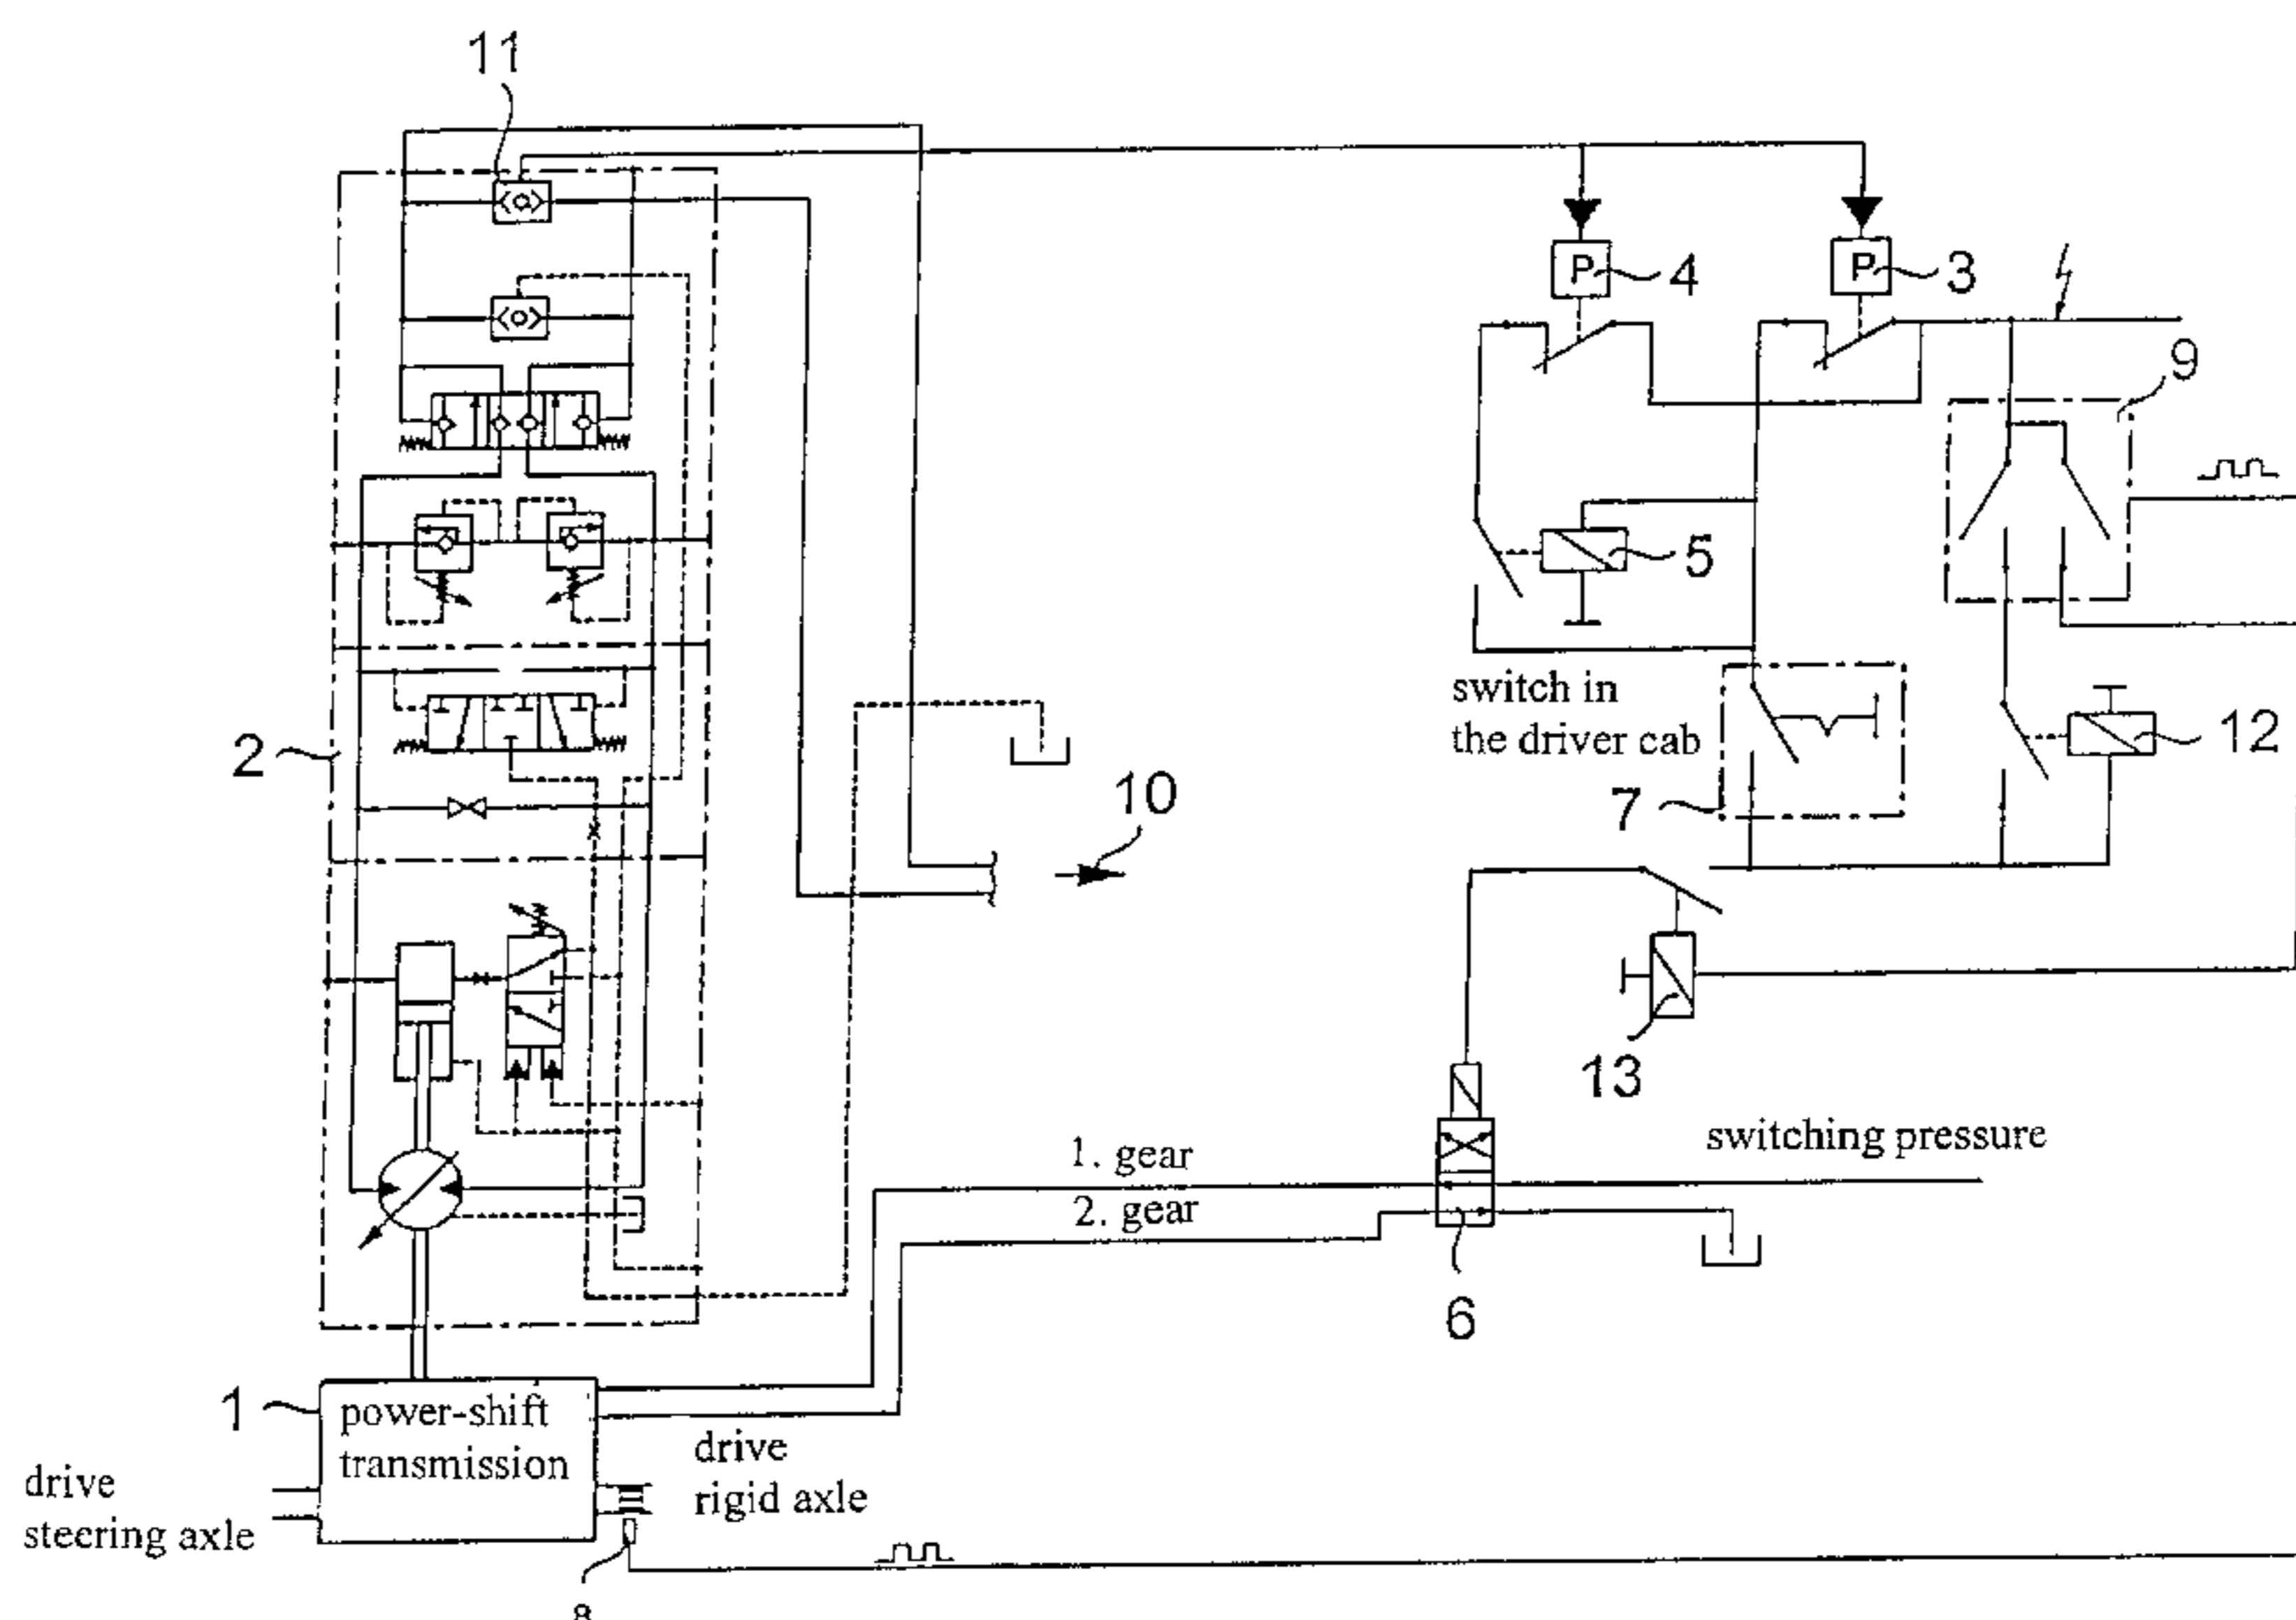 11
P
4
P
3
9
5
switch in
the driver cab
2
7
12
10
13
1. gear
switching pressure
2. gear
6
1
power-shift
transmission
drive
rigid axle
drive
steering axle
8